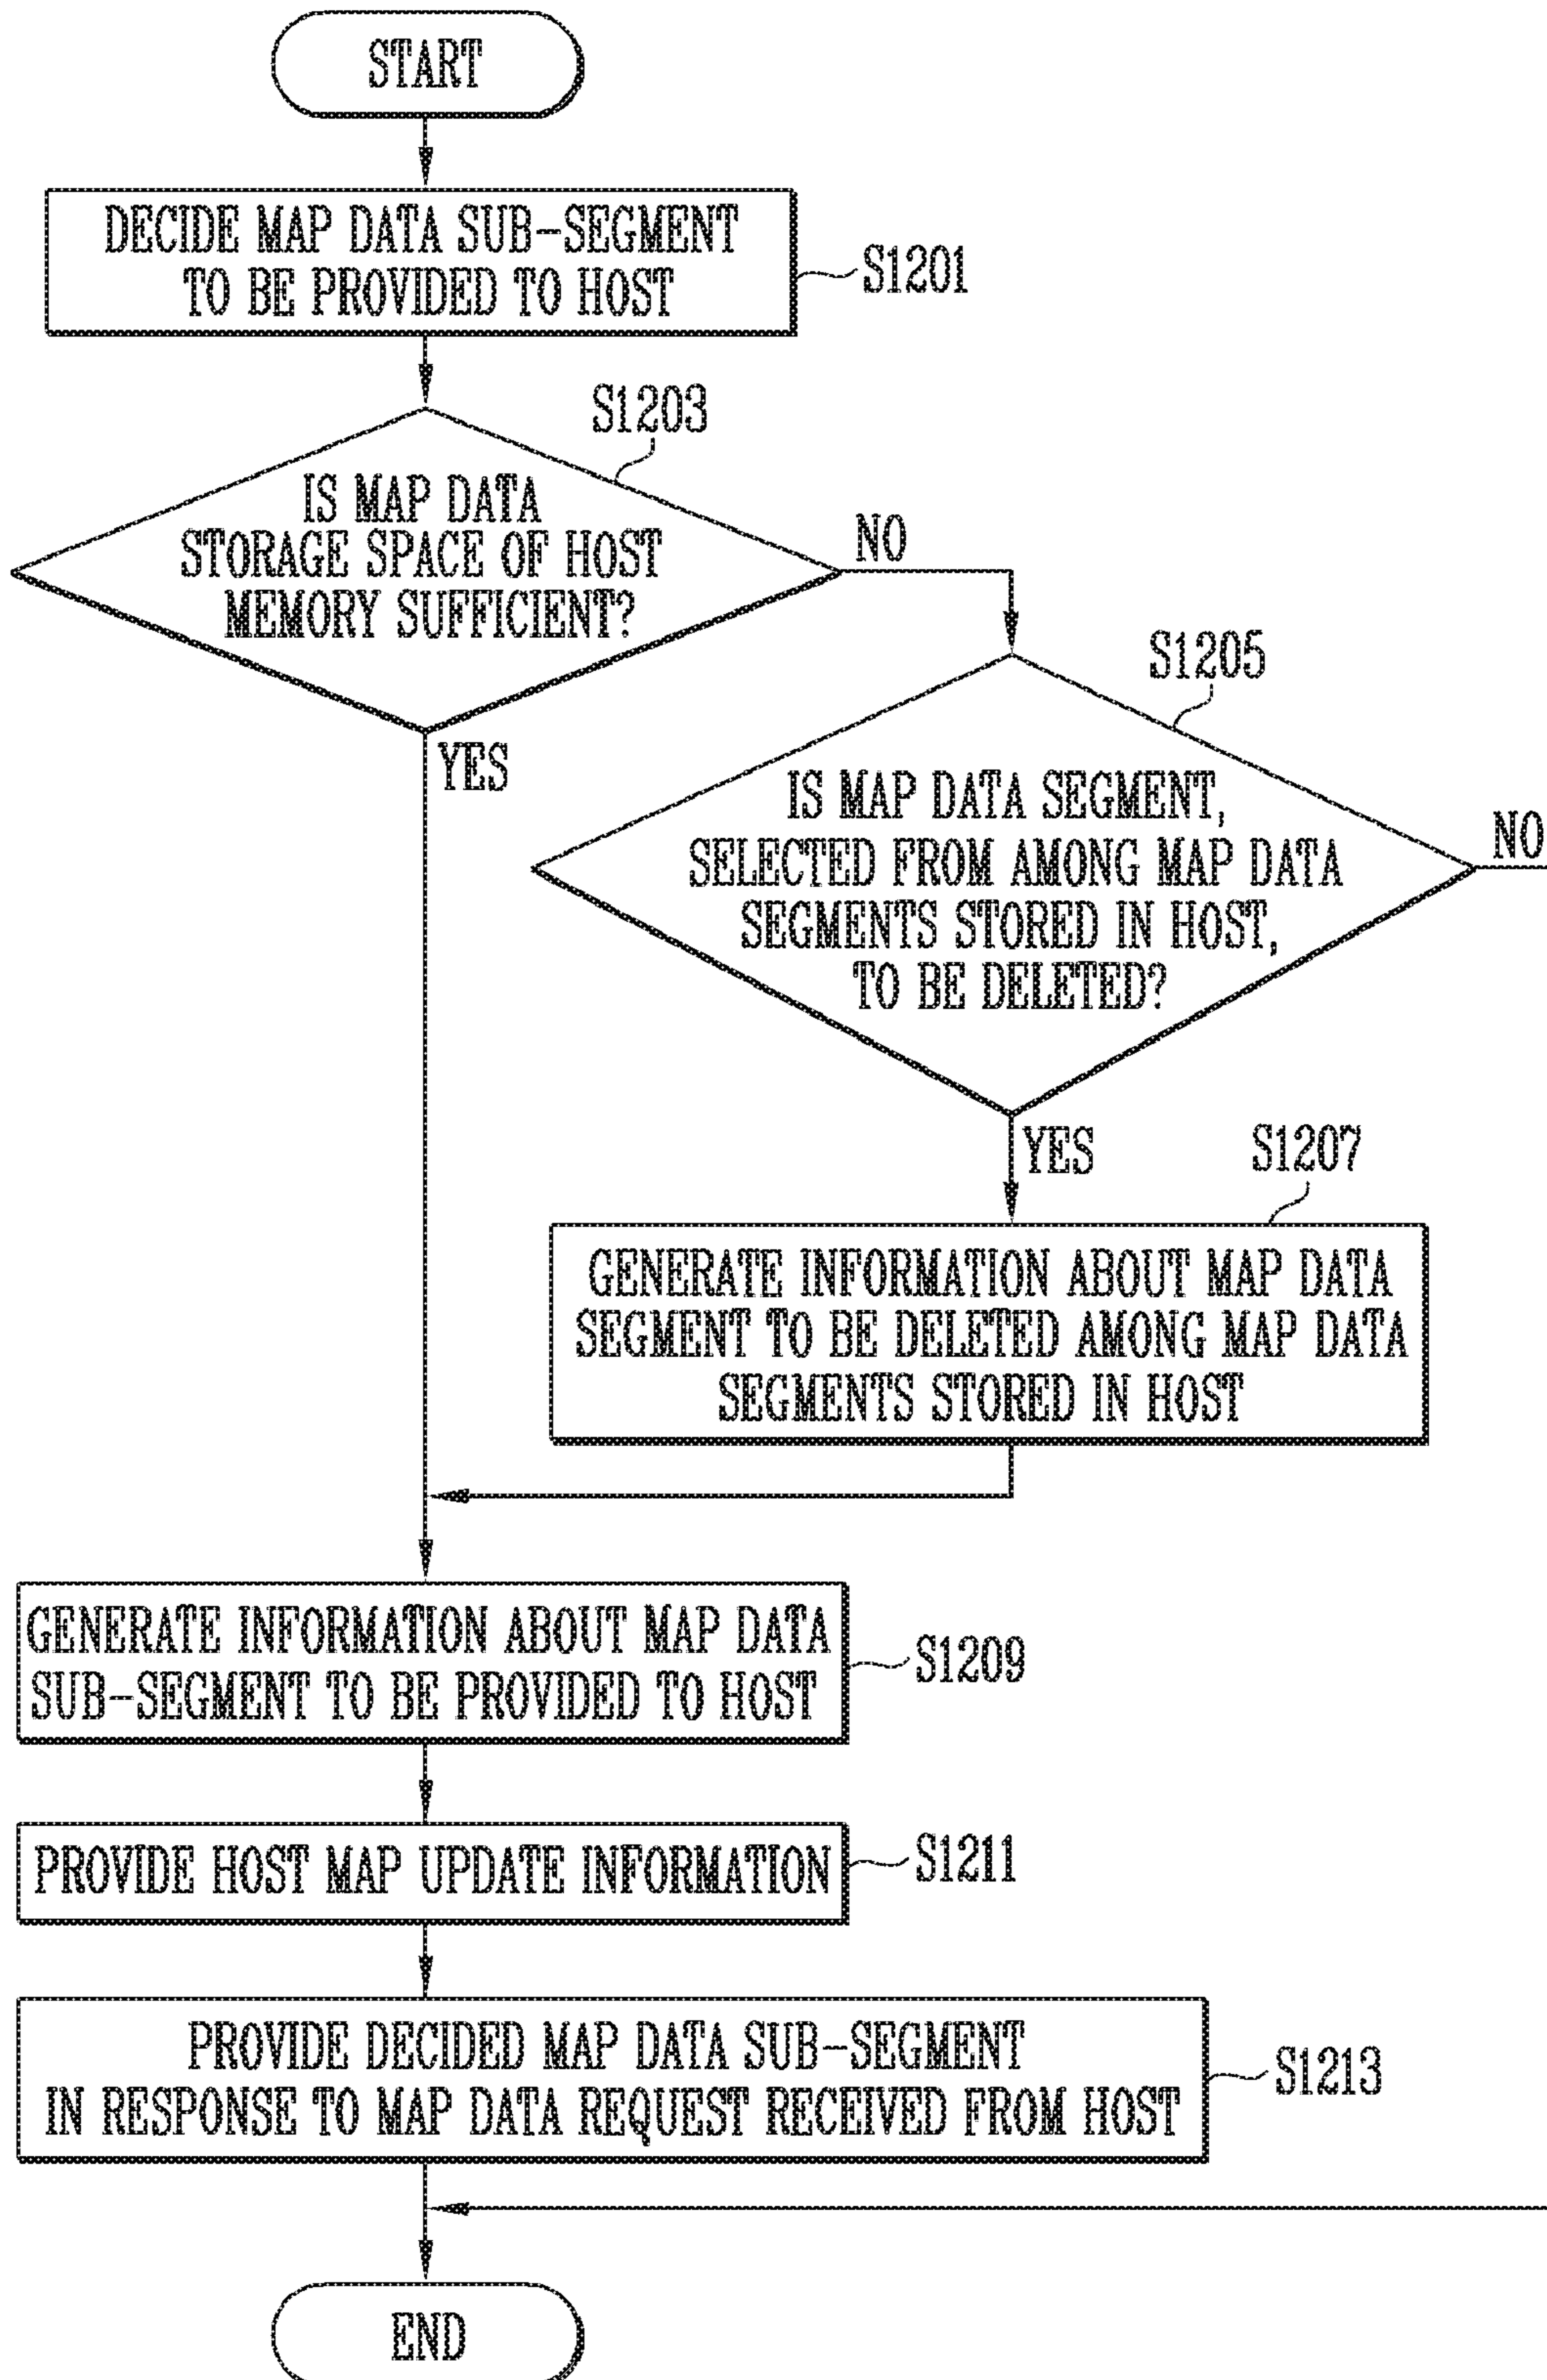 START
DECIDE MAP DATA SUB-SEGMENT
TO BE PROVIDED TO HOST
S1201
S1203
IS MAP DATA
STORAGE SPACE OF HOST
MEMORY SUFFICIENT?
NO
YES
S1205
IS MAP DATA SEGMENT,
SELECTED FROM AMONG MAP DATA
SEGMENTS STORED IN HOST,
TO BE DELETED?
NO
YES
S1207
GENERATE INFORMATION ABOUT MAP DATA
SEGMENT TO BE DELETED AMONG MAP DATA
SEGMENTS STORED IN HOST
GENERATE INFORMATION ABOUT MAP DATA
SUB-SEGMENT TO BE PROVIDED TO HOST
S1209
PROVIDE HOST MAP UPDATE INFORMATION
S1211
PROVIDE DECIDED MAP DATA SUB-SEGMENT
IN RESPONSE TO MAP DATA REQUEST RECEIVED FROM HOST
S1213
END